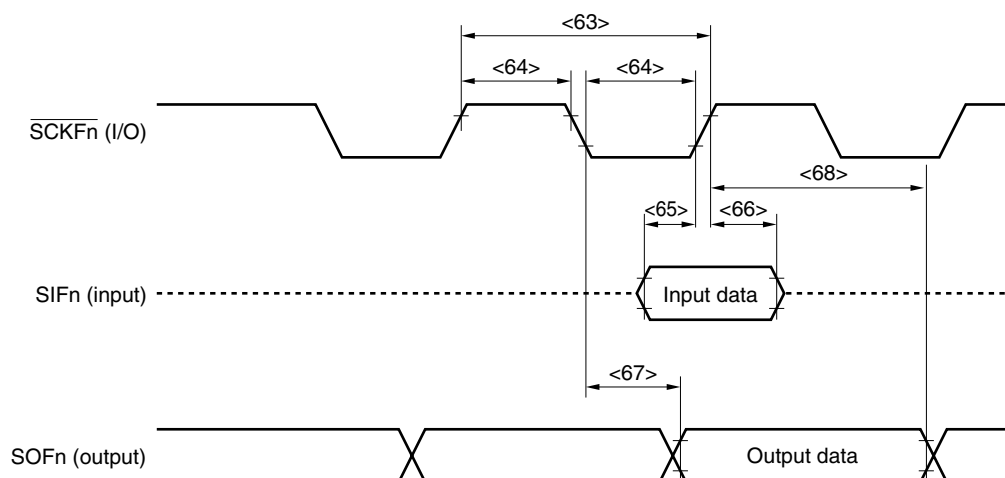 <63>
<64> <64>
SCKFn (I/O)
<68>
<65> <66>
SIFn (input) Input data
<67>
SOFn (output) Output data